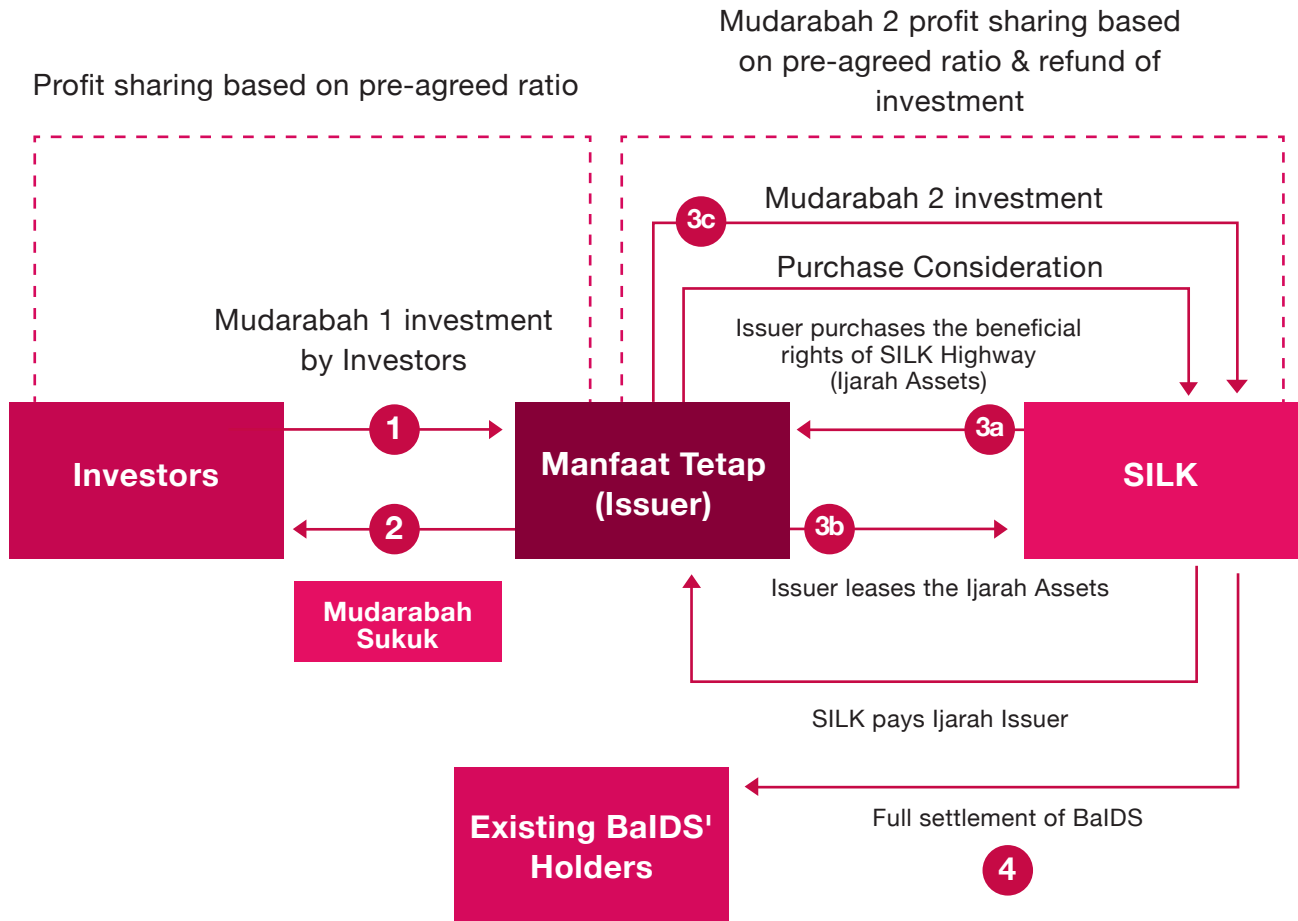 Mudarabah 2 profit sharing based
on pre-agreed ratio & refund of
investment
Profit sharing based on pre-agreed ratio
Mudarabah 2 investment
3c
Purchase Consideration
Mudarabah 1 investment
by Investors
Issuer purchases the beneficial
rights of SILK Highway
(Ijarah Assets)
1
3a
Investors
Manfaat Tetap
(Issuer)
SILK
2
3b
Mudarabah
Sukuk
Issuer leases the Ijarah Assets
SILK pays Ijarah Issuer
Existing BaIDS'
Holders
Full settlement of BaIDS
4